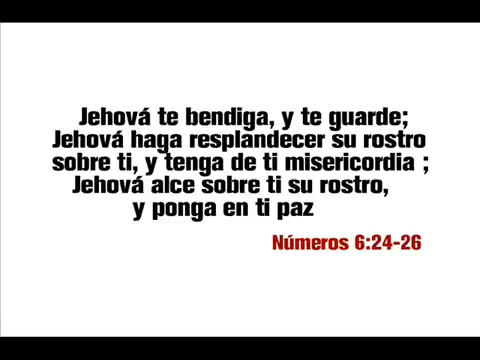 Jehová te bendiga, y te guarde;
Jehová haga resplandecer su rostro
sobre ti, y tenga de ti misericordia ;
Jehová alce sobre ti su rostro,
y ponga en ti paz
Números 6:24-26